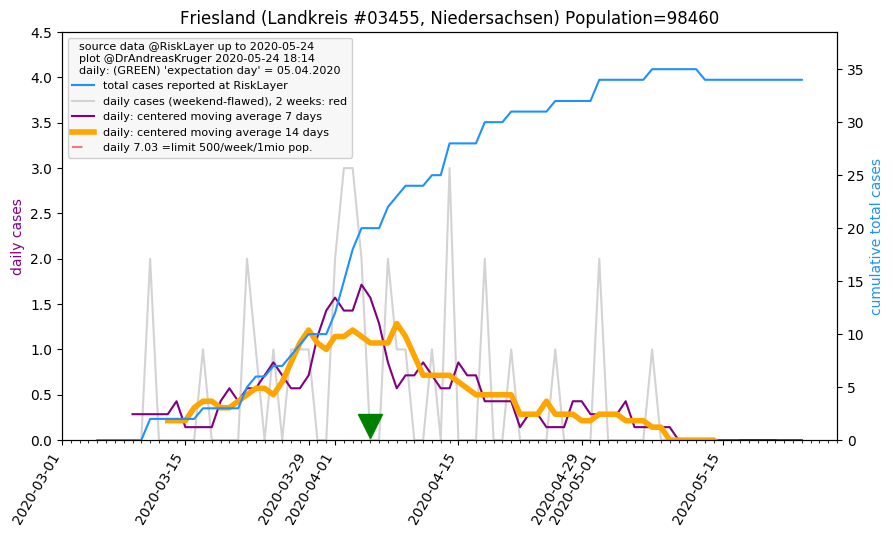 Friesland (Landkreis #03455, Niedersachsen) Population=98460
source data @RiskLayer up to 2020-05-24
plot @DrAndreasKruger 2020-05-24 18:14
daily: (GREEN) 'expectation day' = 05.04.2020
total cases reported at RiskLayer
daily cases (weekend-flawed), 2 weeks: red
daily: centered moving average 7 days
daily: centered moving average 14 days
daily 7.03 =limit 500/week/1mio pop.
daily cases
4.5
4.0
3.5
3.0
2.5
2.0
1.5
1.0
0.5
0.0
cumulative total cases
35
30
25
20
15
10
5
0
2020-03-01
2020-03-15
2020-03-29
2020-04-01
2020-04-15
2020-04-29
2020-05-01
2020-05-15